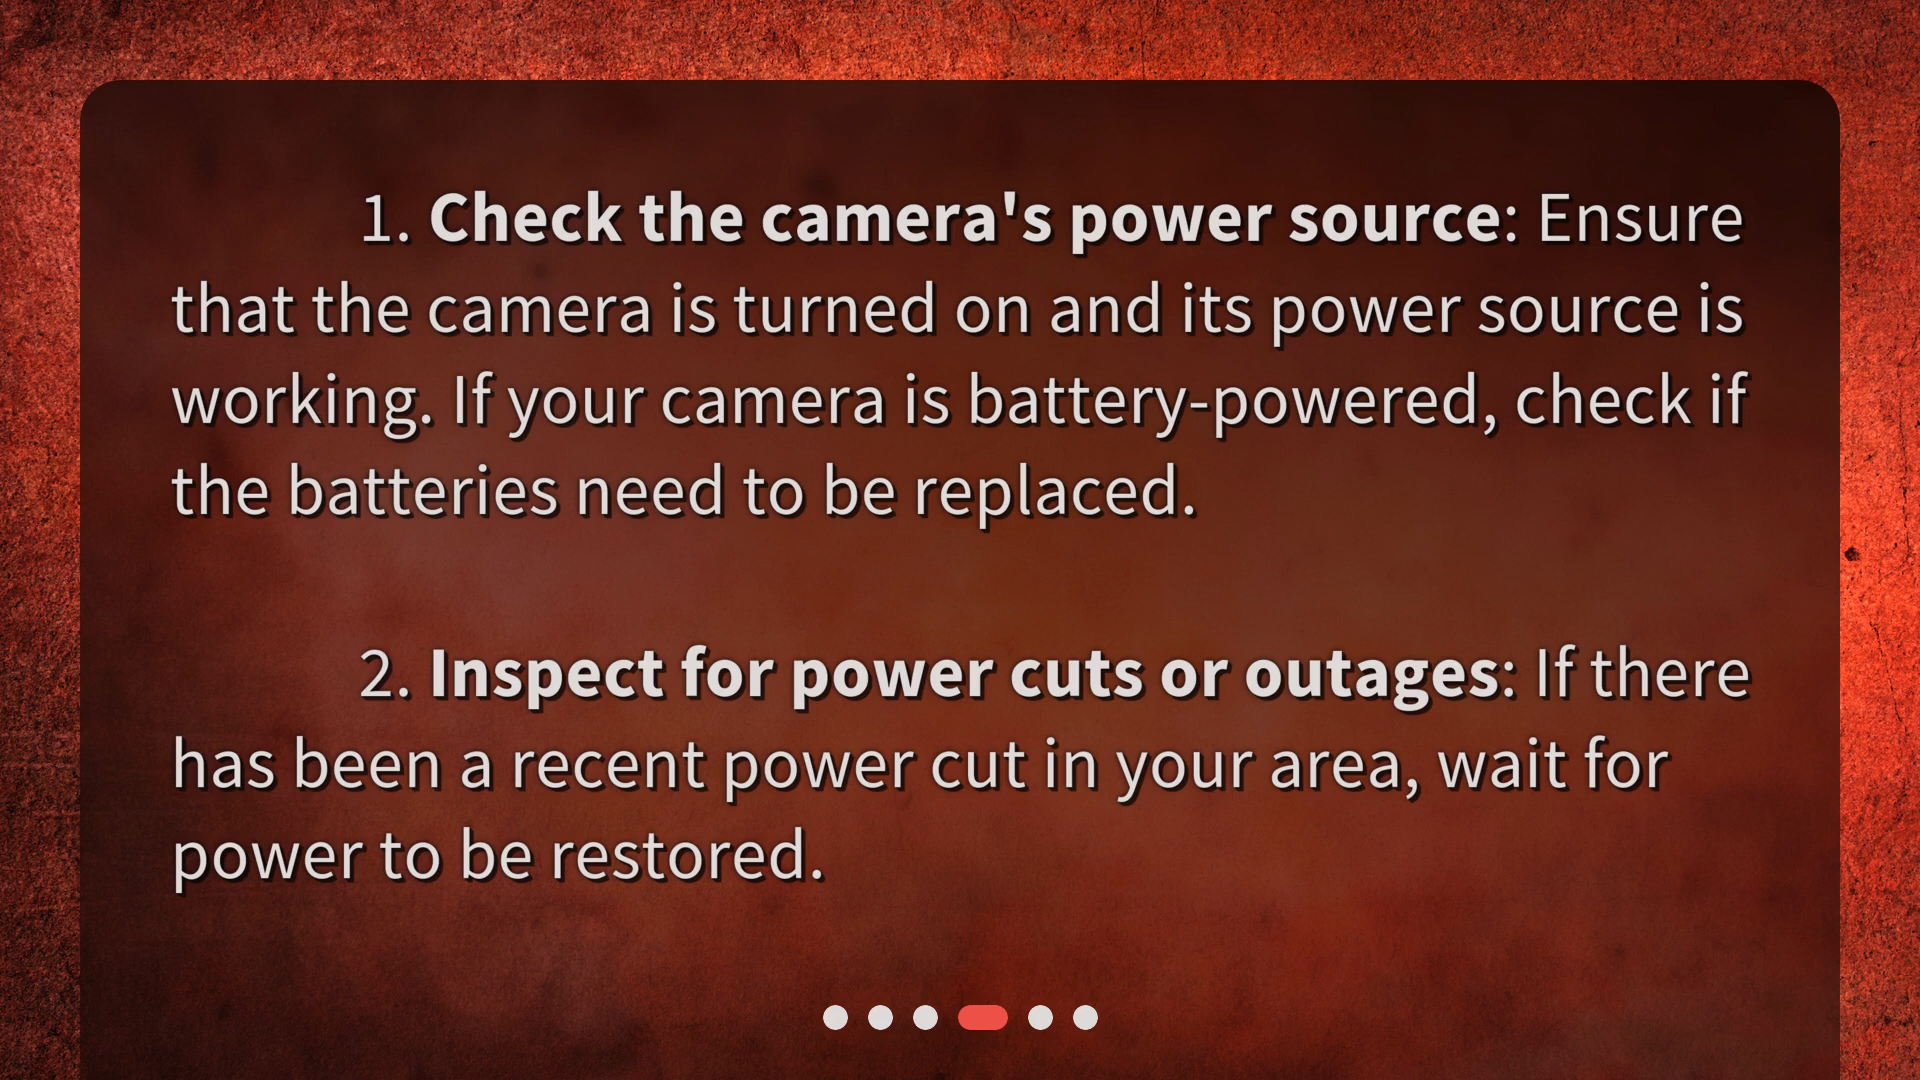 1. Check the camera's power source: Ensure
that the camera is turned on and its power source is
working. If your camera is battery-powered, check if
the batteries need to be replaced.
2. Inspect for power cuts or outages: If there
has been a recent power cut in your area, wait for
power to be restored.